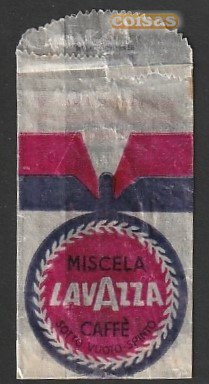 coisas
MISCELA
LAVAZZA
CAFFÈ
SOTTO VUOTO SPINTO